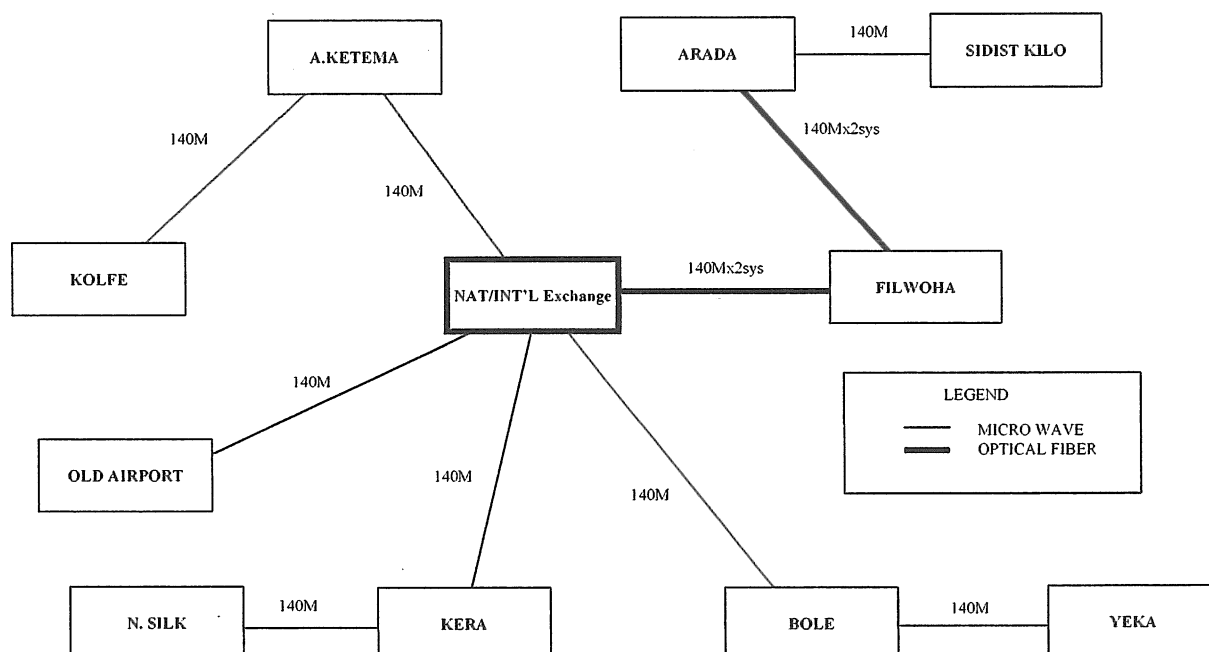 A.KETEMA
ARADA
140M
SIDIST KILO
140M
140Mx2sys
140M
KOLFE
NAT/INT'L Exchange
140Mx2sys
FILWOHA
140M
LEGEND
MICRO WAVE
OPTICAL FIBER
OLD AIRPORT
140M
140M
N. SILK
140M
KERA
BOLE
140M
YEKA